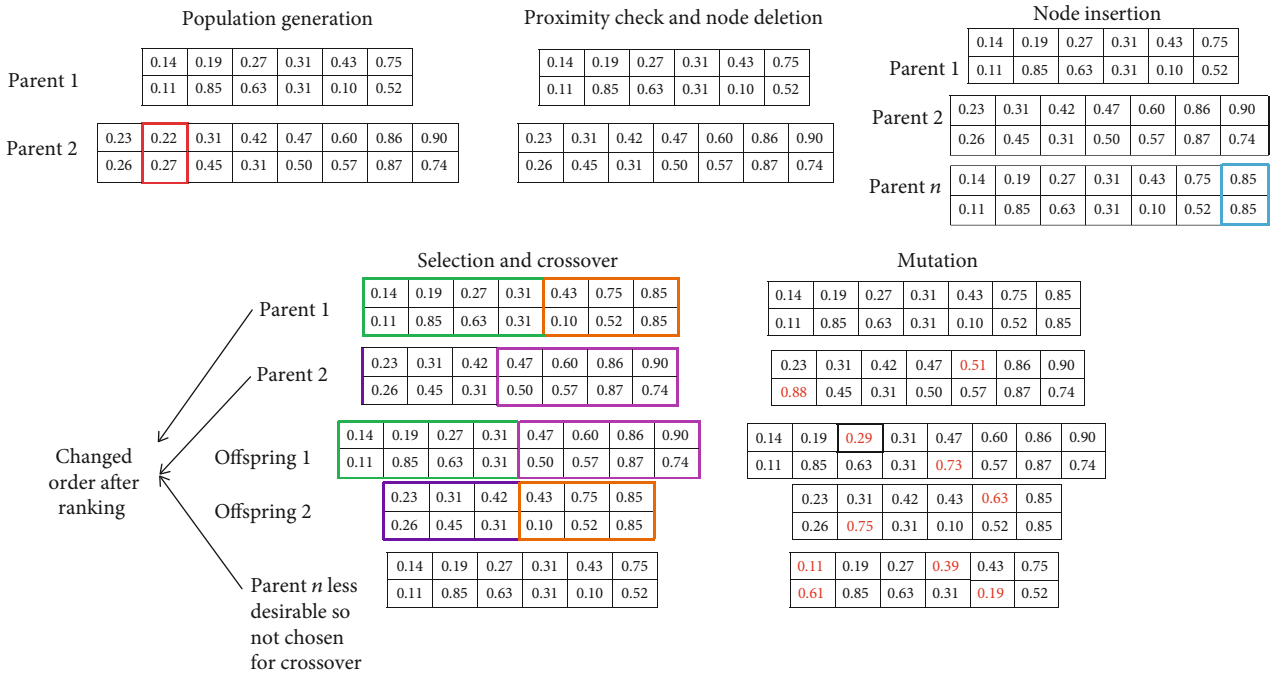 Population generation
Parent 1
0.14 0.19 0.27 0.31 0.43 0.75
0.11 0.85 0.63 0.31 0.10 0.52
Parent 2
0.23 0.22 0.31 0.42 0.47 0.60 0.86 0.90
0.26 0.27 0.45 0.31 0.50 0.57 0.87 0.74
Proximity check and node deletion
0.14 0.19 0.27 0.31 0.43 0.75
0.11 0.85 0.63 0.31 0.10 0.52
0.23 0.31 0.42 0.47 0.60 0.86 0.90
0.26 0.45 0.31 0.50 0.57 0.87 0.74
Node insertion
Parent 1
0.14 0.19 0.27 0.31 0.43 0.75
0.11 0.85 0.63 0.31 0.10 0.52
Parent 2
0.23 0.31 0.42 0.47 0.60 0.86 0.90
0.26 0.45 0.31 0.50 0.57 0.87 0.74
Parent n
0.14 0.19 0.27 0.31 0.43 0.75 0.85
0.11 0.85 0.63 0.31 0.10 0.52 0.85
Changed
order after
ranking
Selection and crossover
Parent 1
0.14 0.19 0.27 0.31 0.43 0.75 0.85
0.11 0.85 0.63 0.31 0.10 0.52 0.85
Parent 2
0.23 0.31 0.42 0.47 0.60 0.86 0.90
0.26 0.45 0.31 0.50 0.57 0.87 0.74
Offspring 1
0.14 0.19 0.27 0.31 0.47 0.60 0.86 0.90
0.11 0.85 0.63 0.31 0.50 0.57 0.87 0.74
Offspring 2
0.23 0.31 0.42 0.43 0.75 0.85
0.26 0.45 0.31 0.10 0.52 0.85
Parent n less
desirable so
not chosen
for crossover
0.14 0.19 0.27 0.31 0.43 0.75
0.11 0.85 0.63 0.31 0.10 0.52
Mutation
0.14 0.19 0.27 0.31 0.43 0.75 0.85
0.11 0.85 0.63 0.31 0.10 0.52 0.85
0.23 0.31 0.42 0.47 0.51 0.86 0.90
0.88 0.45 0.31 0.50 0.57 0.87 0.74
0.14 0.19 0.29 0.31 0.47 0.60 0.86 0.90
0.11 0.85 0.63 0.31 0.73 0.57 0.87 0.74
0.23 0.31 0.42 0.43 0.63 0.85
0.26 0.75 0.31 0.10 0.52 0.85
0.11 0.19 0.27 0.39 0.43 0.75
0.61 0.85 0.63 0.31 0.19 0.52